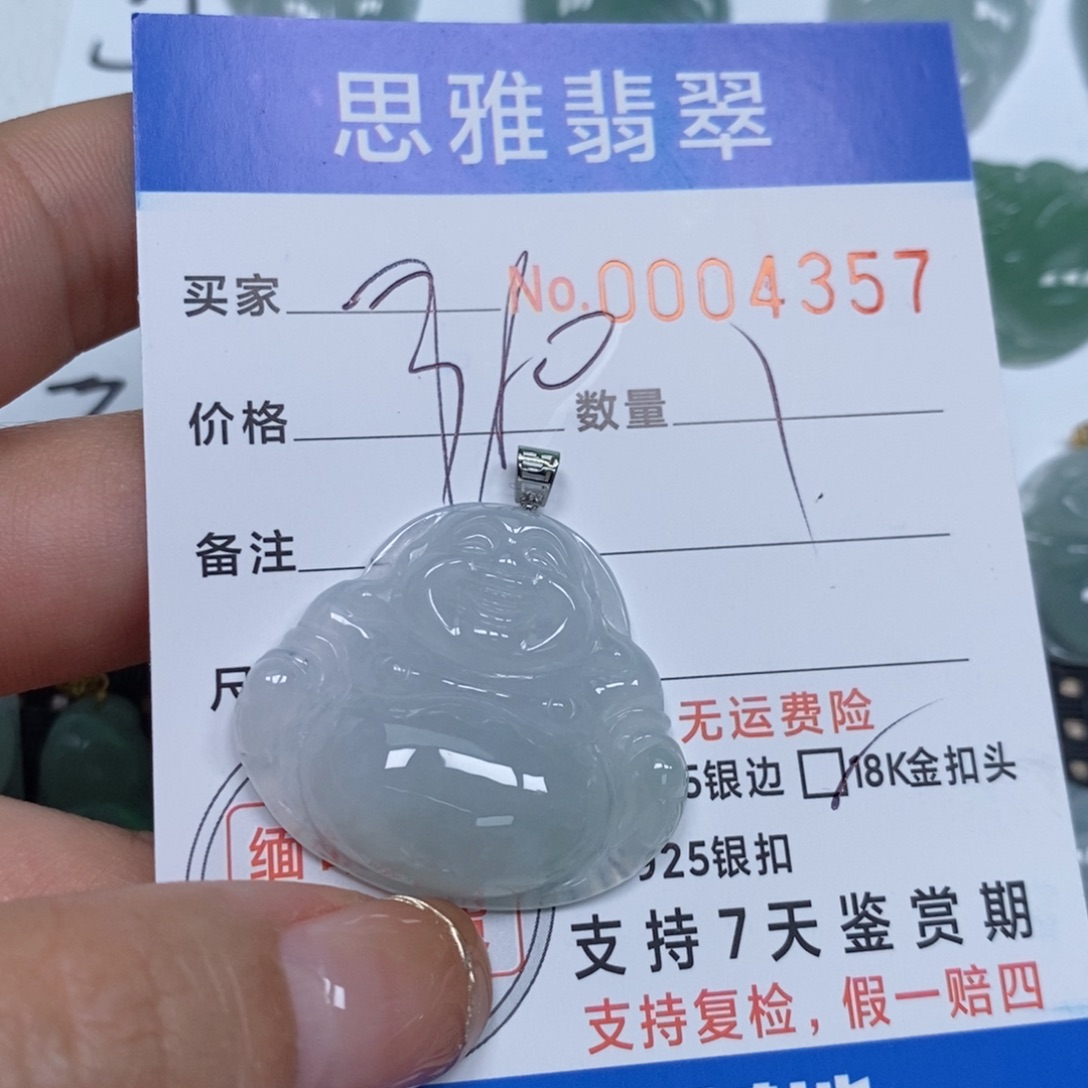 思雅翡翠
买家 No.0004357
价格 数量
备注
无运费险
5银边 18K金扣头
925银扣
缅
支持7天鉴赏期
支持复检，假一赔四